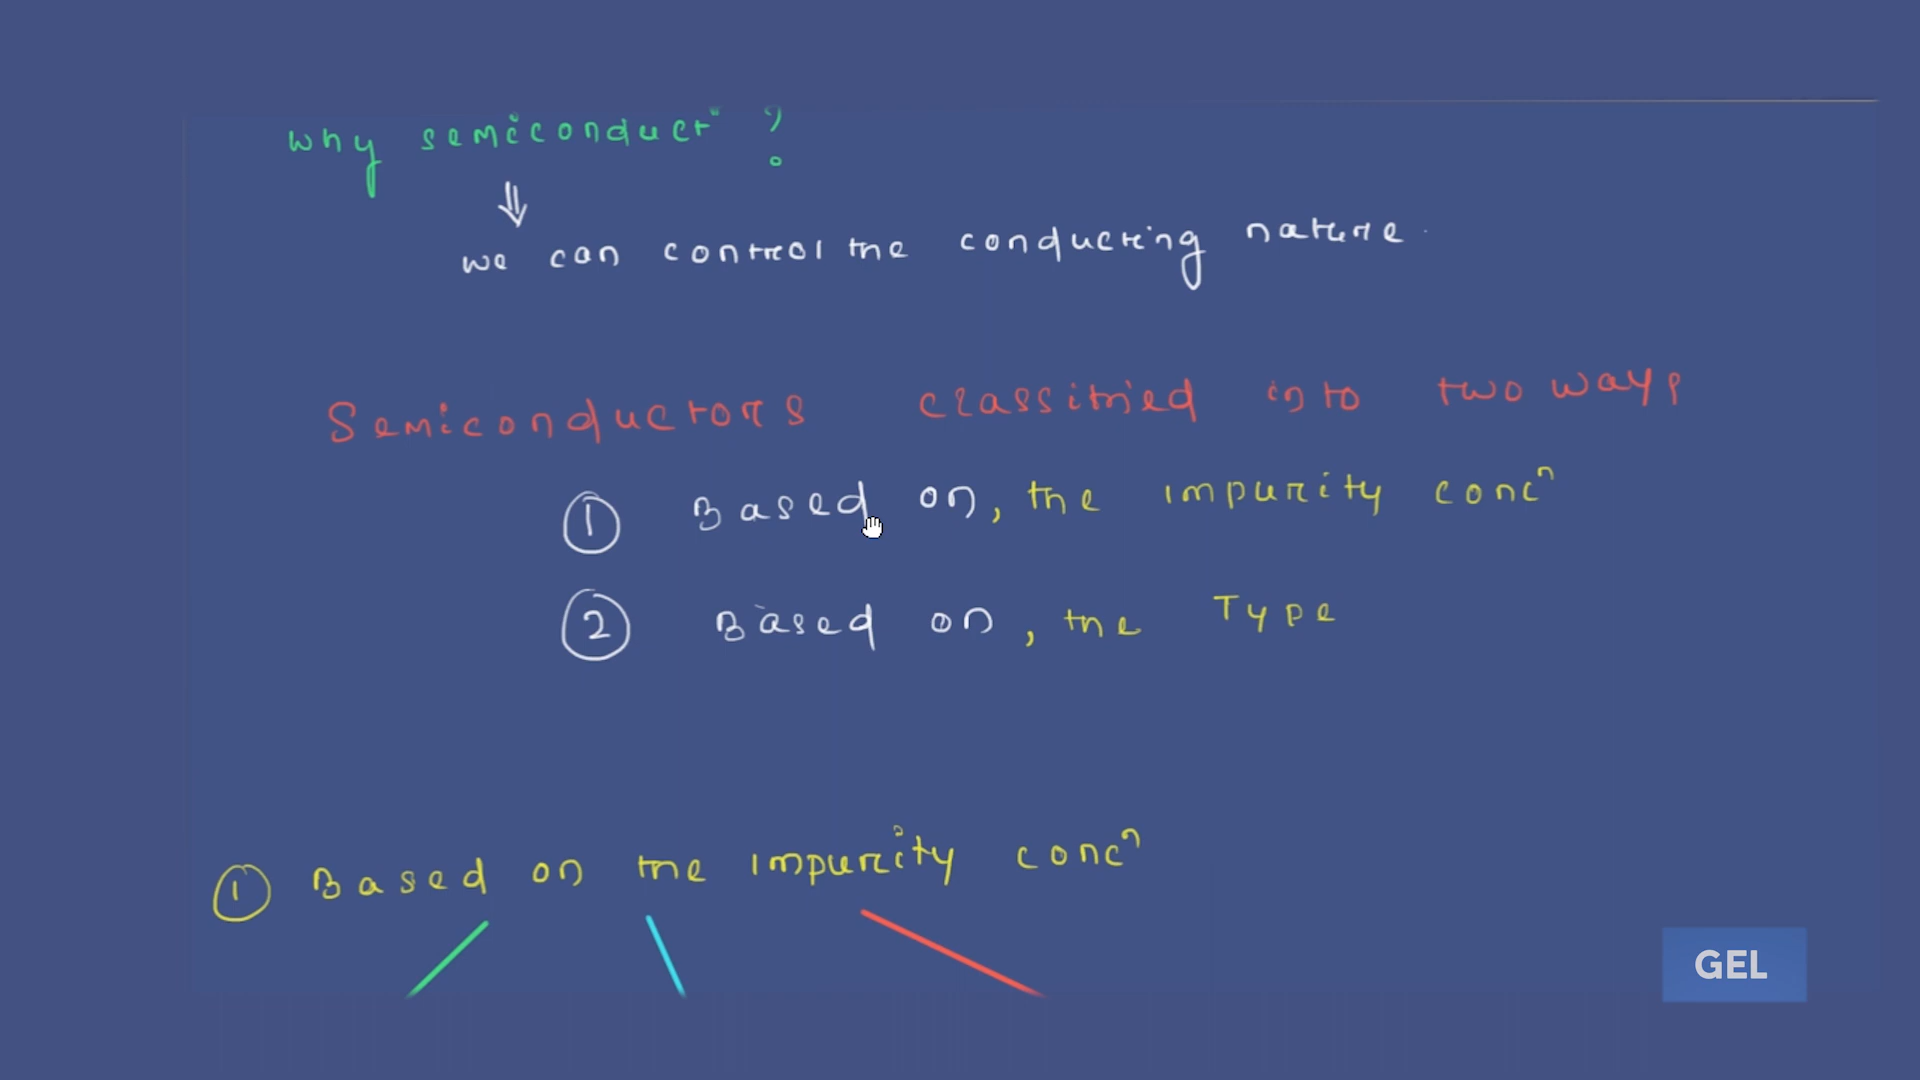 why semiconductr ?
we can control the conducting nature
Semiconductors classified into two ways
① Based on, the impurity concn
② Based on, the Type
① Based on the impurity concn
GEL